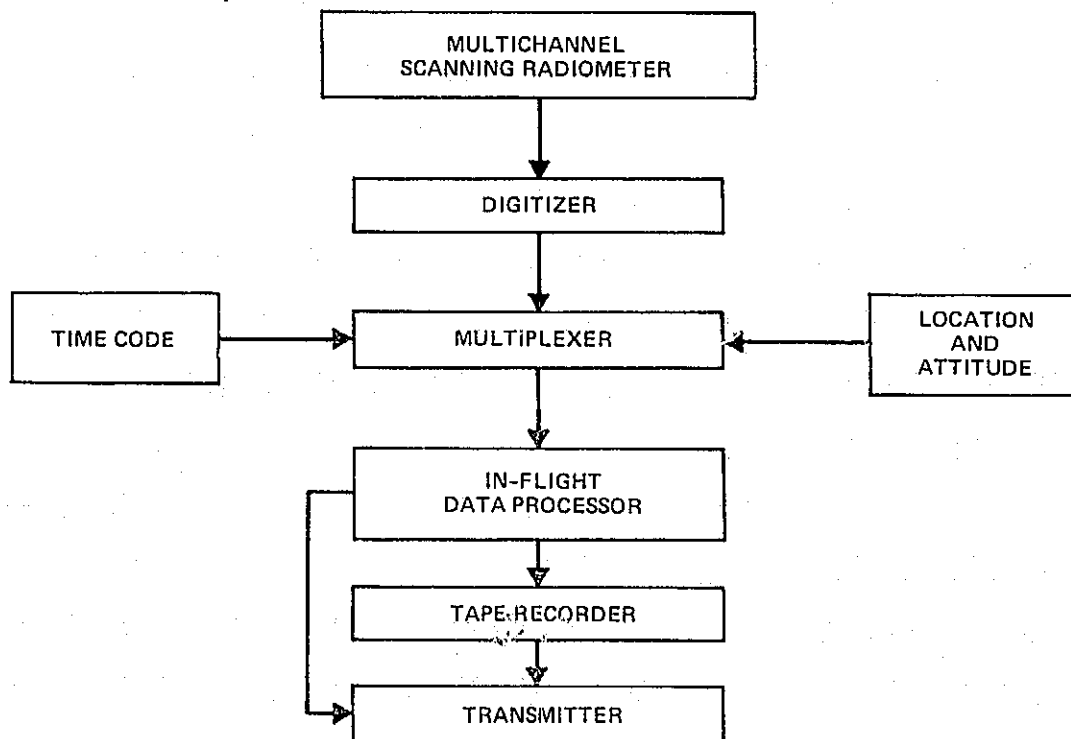 MULTICHANNEL
SCANNING RADIOMETER
DIGITIZER
TIME CODE
MULTIPLEXER
LOCATION
AND
ATTITUDE
IN-FLIGHT
DATA PROCESSOR
TAPE RECORDER
TRANSMITTER